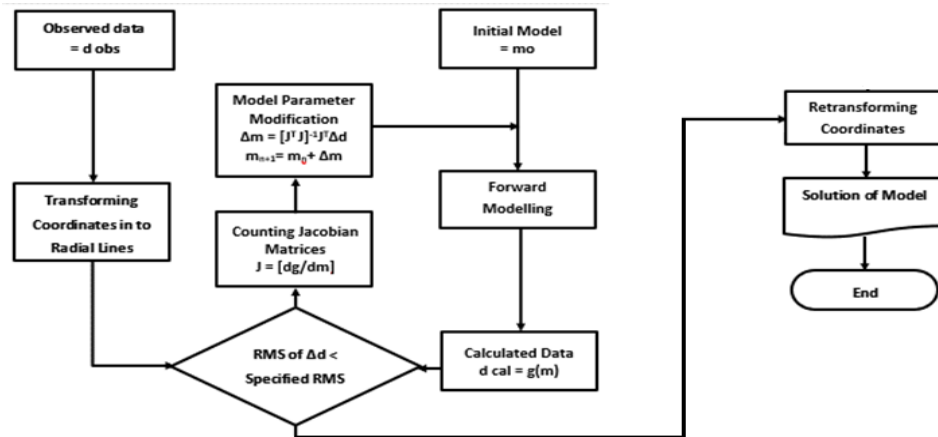 Observed data
= d obs
Initial Model
= mo
Model Parameter
Modification
Δm = [Jᵀ J]⁻¹JᵀΔd
mₙ₊₁= m₀+ Δm
Retransforming
Coordinates
Transforming
Coordinates in to
Radial Lines
Forward
Modelling
Solution of Model
Counting Jacobian
Matrices
J = [dg/dm]
End
RMS of Δd <
Specified RMS
Calculated Data
d cal = g(m)